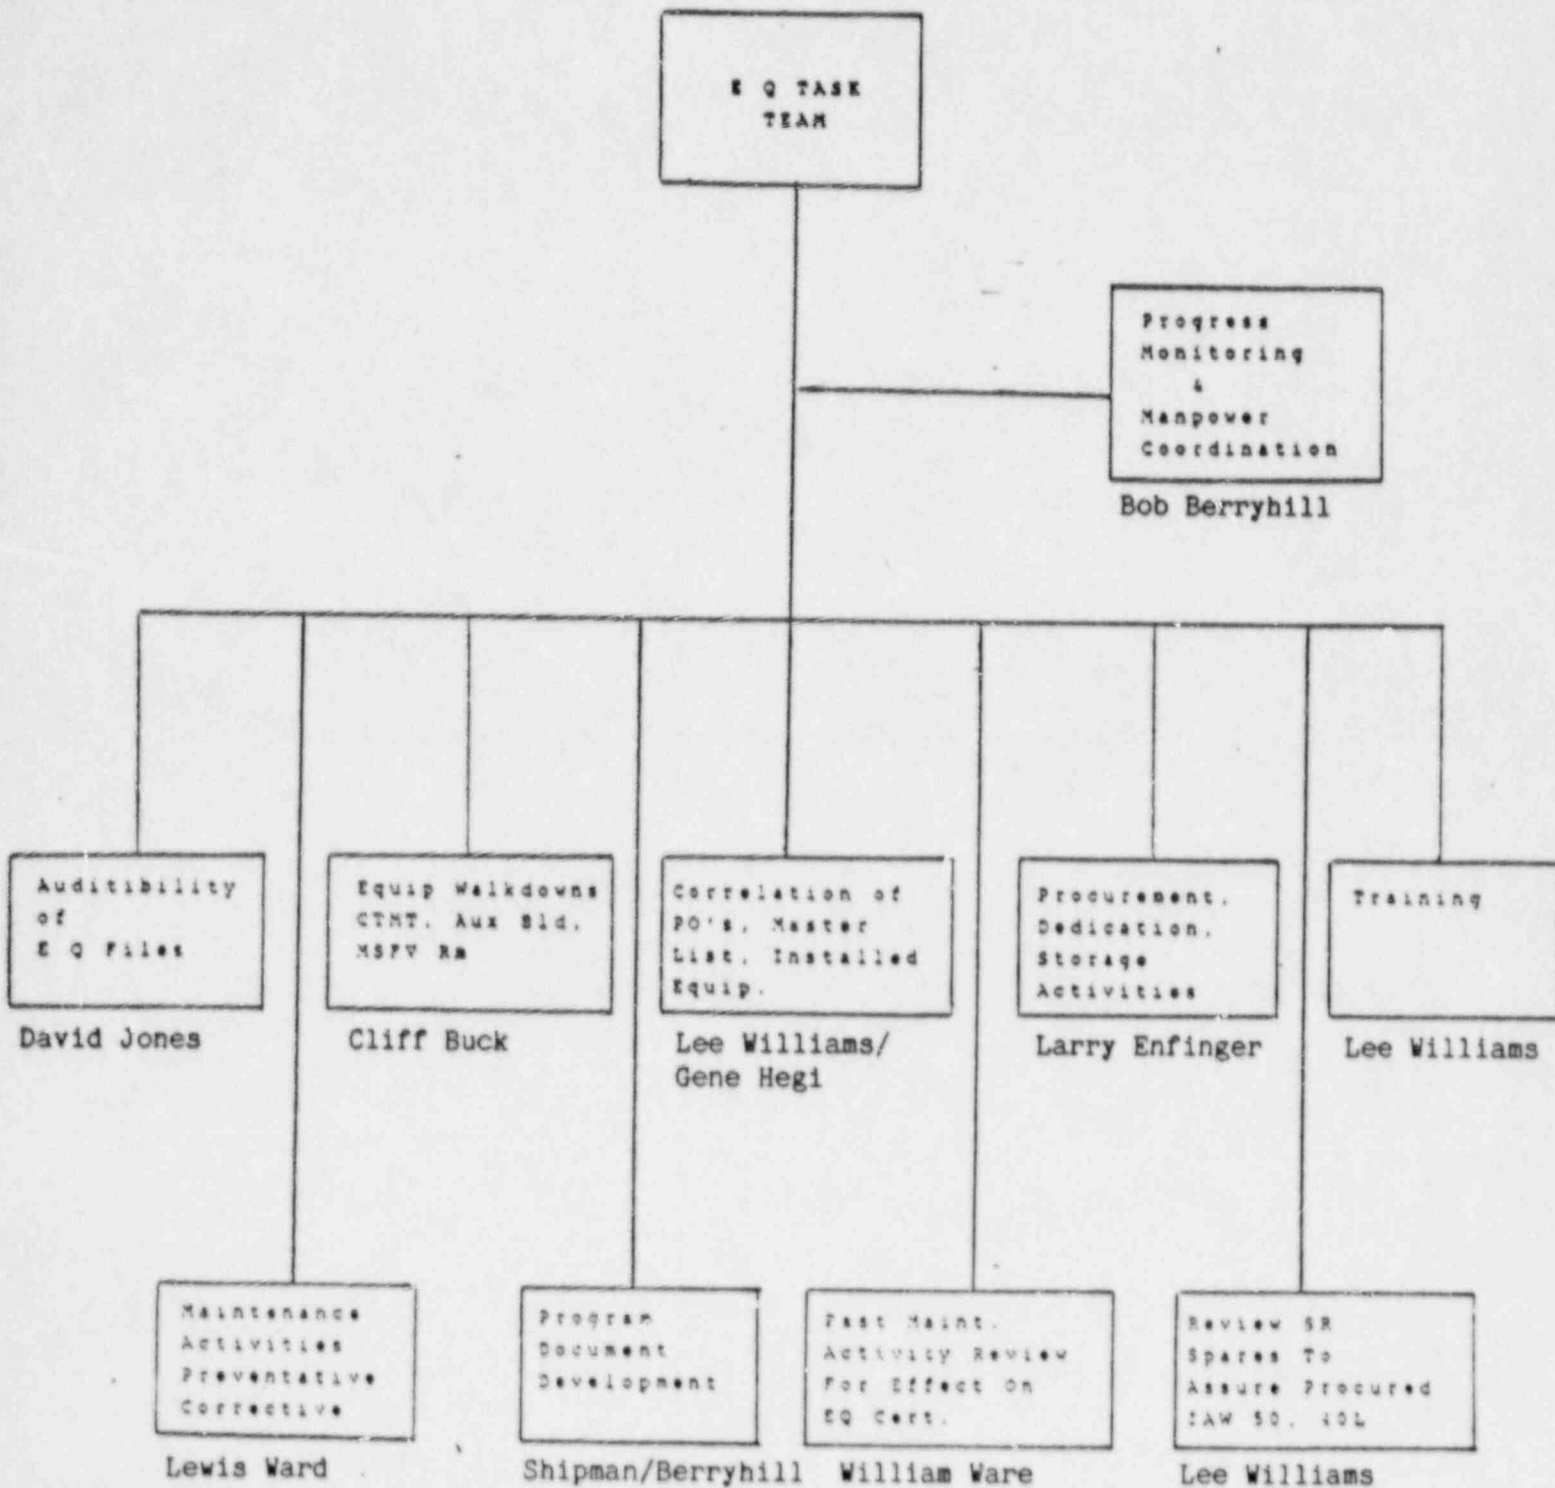 E Q TASK
TEAM
Progress
Monitoring
&
Manpower
Coordination
Bob Berryhill
Auditibility
of
E Q Files
David Jones
Equip Walkdowns
CTMT. Aux Bld.
MSFV Rm
Cliff Buck
Correlation of
PO's, Master
List, Installed
Equip.
Lee Williams/
Gene Hegi
Procurement,
Dedication,
Storage
Activities
Larry Enfinger
Training
Lee Williams
Maintenance
Activities
Preventative
Corrective
Lewis Ward
Program
Document
Development
Shipman/Berryhill
Past Maint.
Activity Review
For Effect On
EQ Cert.
William Ware
Review SR
Spares To
Assure Procured
IAW 50.
Lee Williams